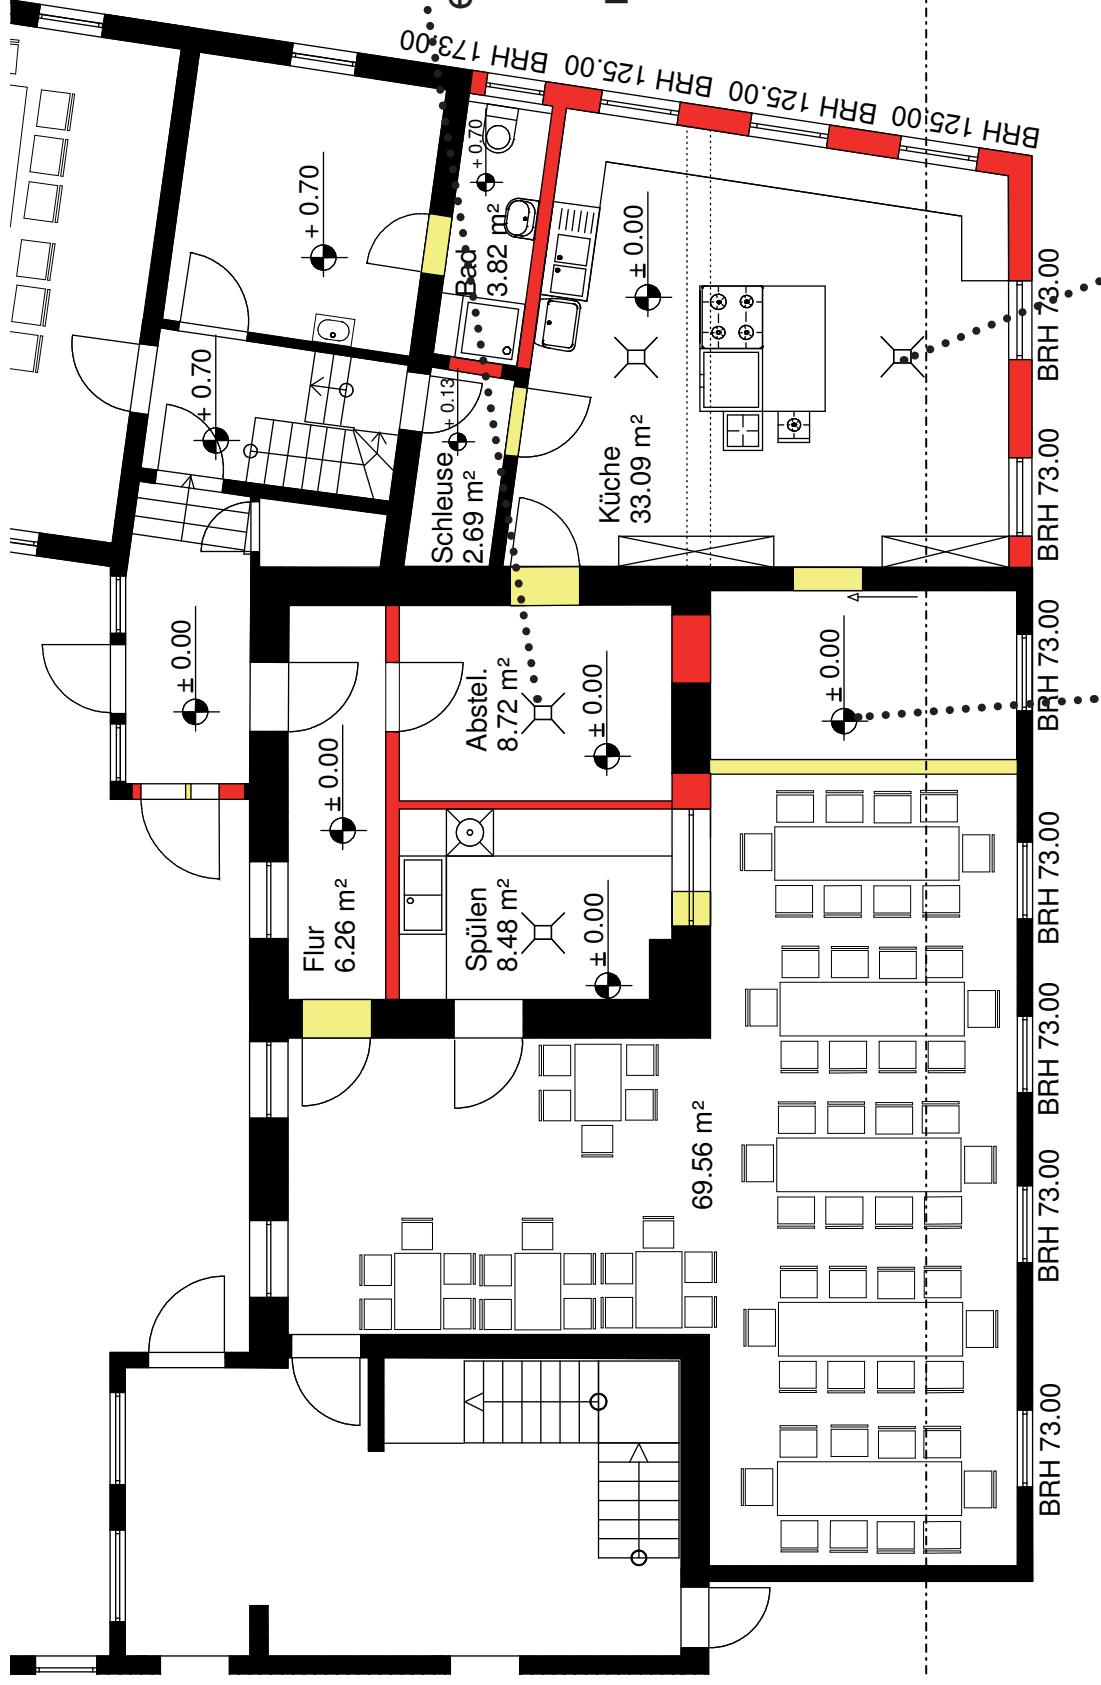 BRH 173.00
BRH 125.00
BRH 125.00
BRH 125.00
+ 0.70
+ 0.70
Bad
3.82 m²
+ 0.70
± 0.00
Schleuse
2.69 m²
+ 0.13
Küche
33.09 m²
± 0.00
Abstel.
8.72 m²
± 0.00
± 0.00
Flur
6.26 m²
± 0.00
Spülen
8.48 m²
± 0.00
69.56 m²
BRH 73.00
BRH 73.00
BRH 73.00
BRH 73.00
BRH 73.00
BRH 73.00
BRH 73.00